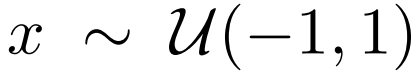 x ∼ 𝒰(−1, 1)